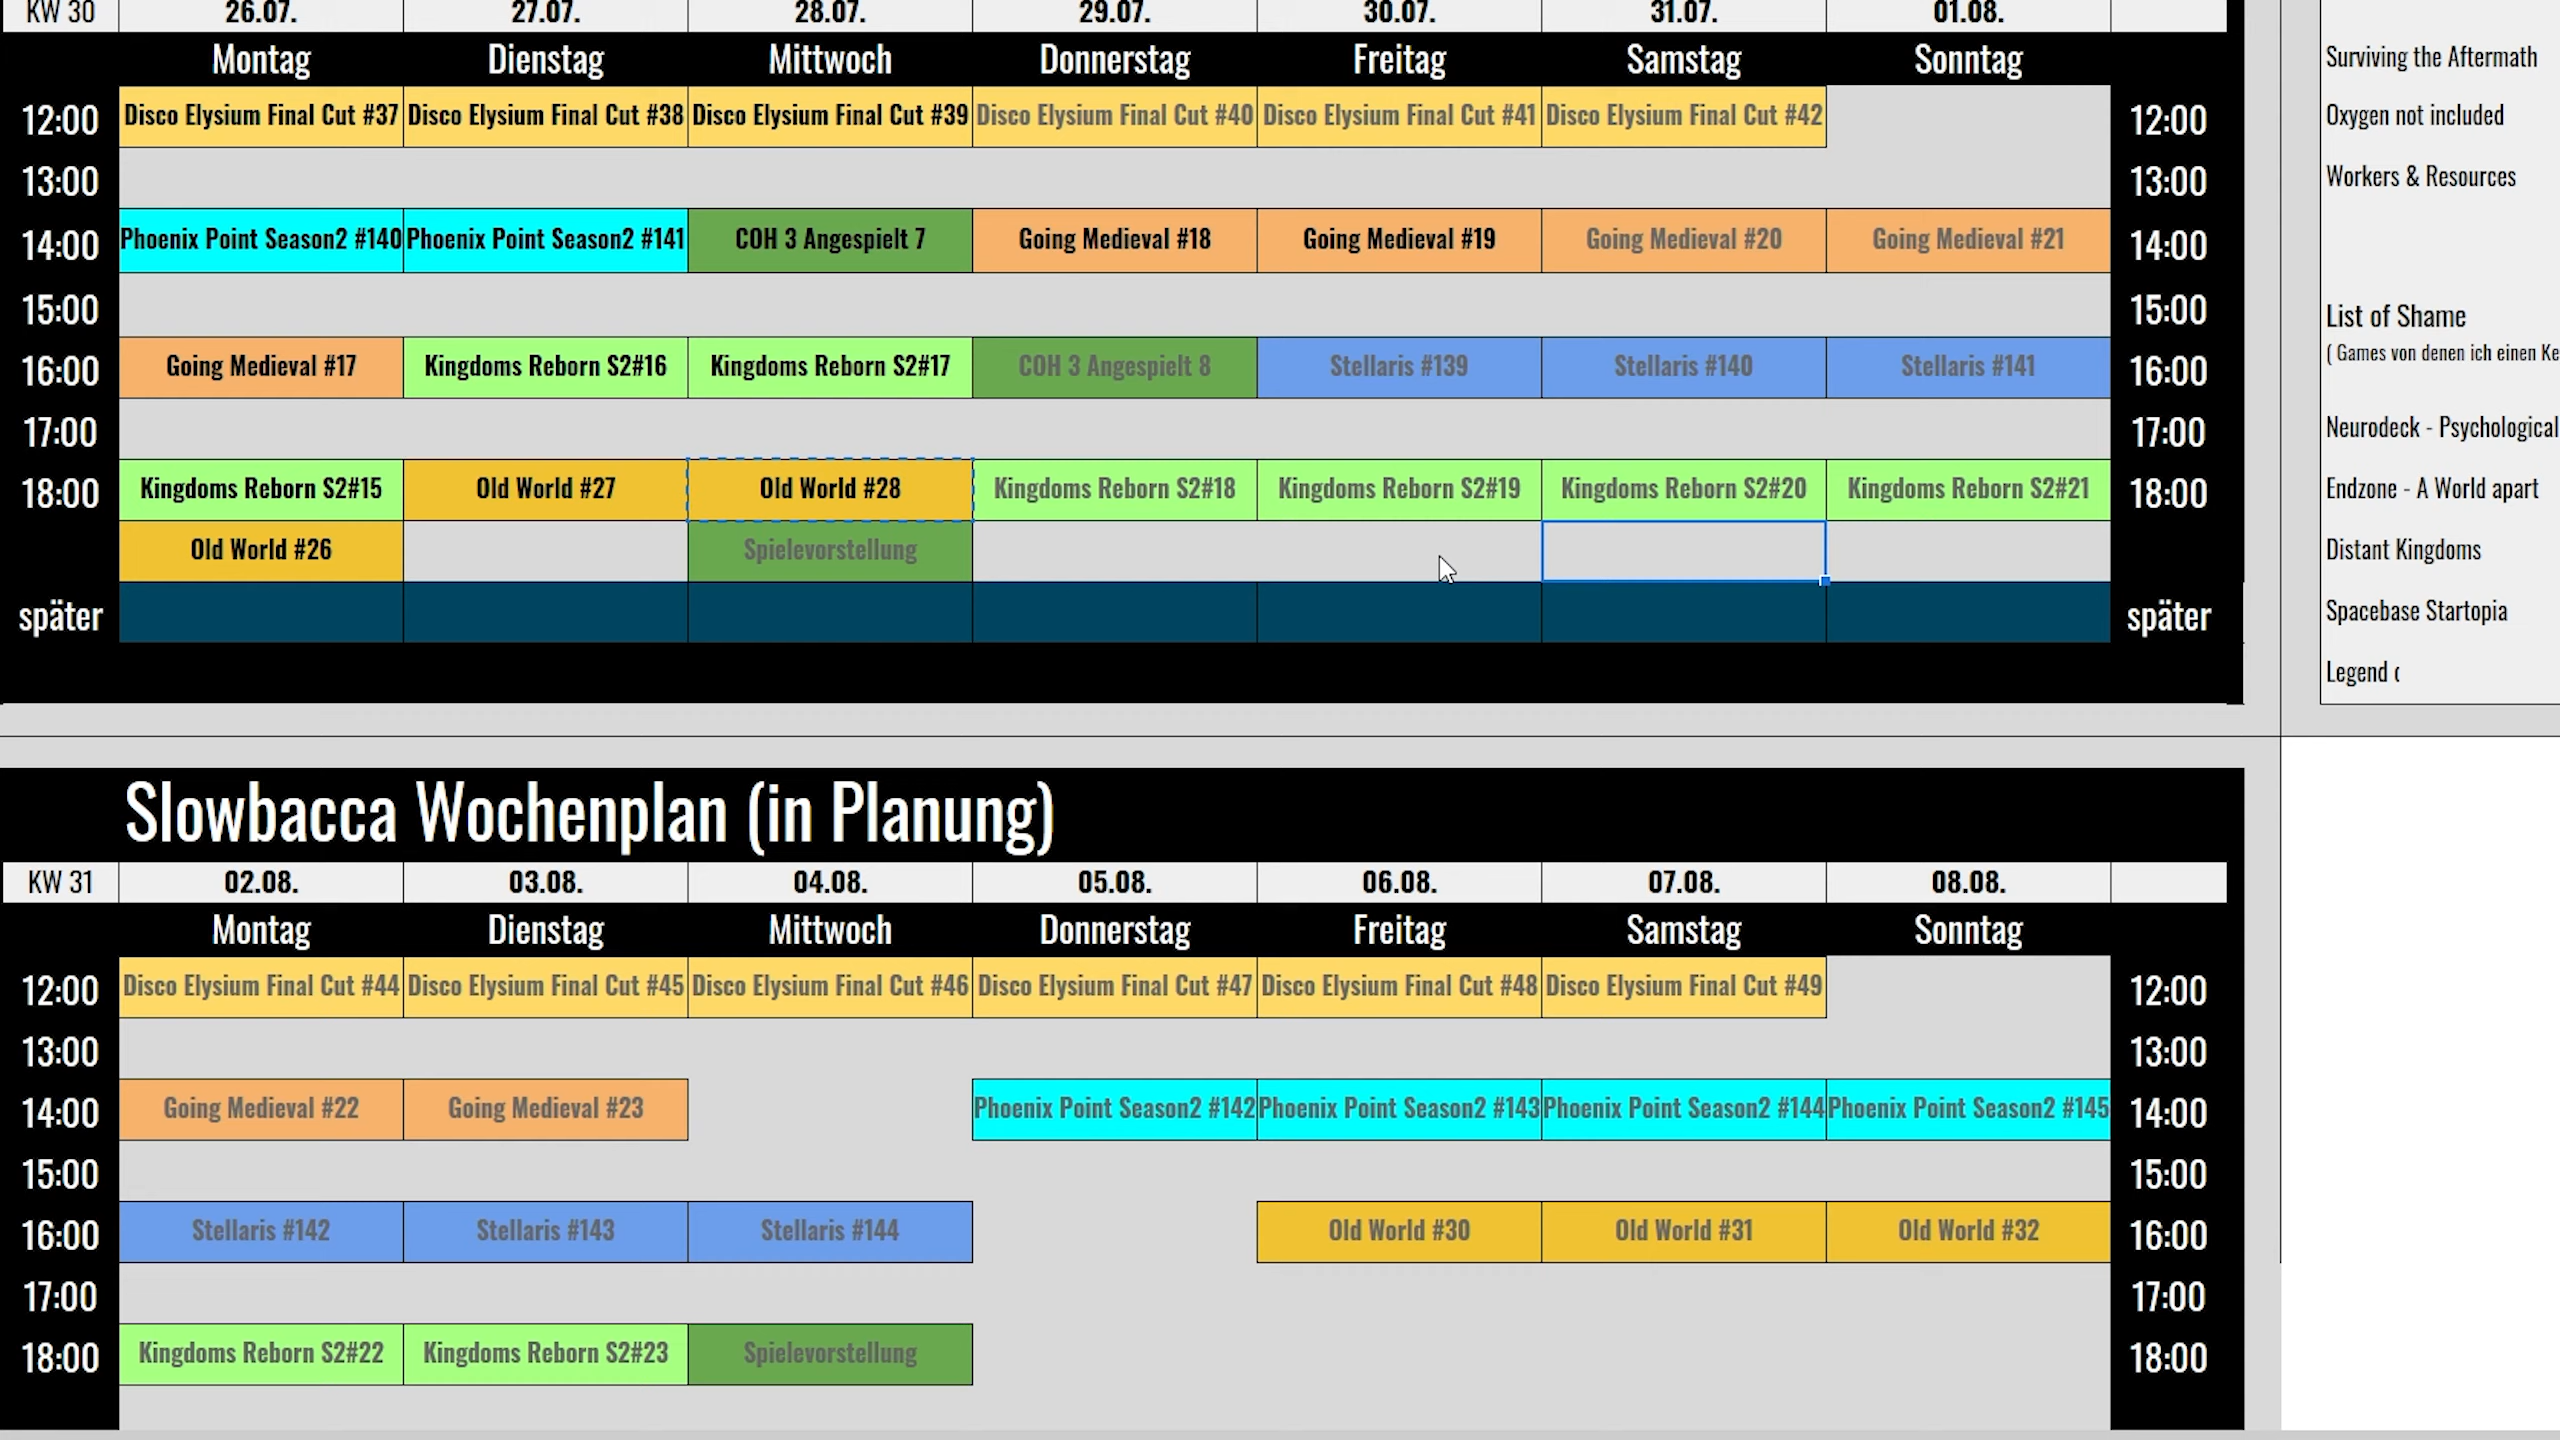 KW 30 26.07. 27.07. 28.07. 29.07. 30.07. 31.07. 01.08.
Montag Dienstag Mittwoch Donnerstag Freitag Samstag Sonntag
12:00 Disco Elysium Final Cut #37 Disco Elysium Final Cut #38 Disco Elysium Final Cut #39 Disco Elysium Final Cut #40 Disco Elysium Final Cut #41 Disco Elysium Final Cut #42 12:00
13:00 13:00
14:00 Phoenix Point Season2 #140 Phoenix Point Season2 #141 COH 3 Angespielt 7 Going Medieval #18 Going Medieval #19 Going Medieval #20 Going Medieval #21 14:00
15:00 15:00
16:00 Going Medieval #17 Kingdoms Reborn S2#16 Kingdoms Reborn S2#17 COH 3 Angespielt 8 Stellaris #139 Stellaris #140 Stellaris #141 16:00
17:00 17:00
18:00 Kingdoms Reborn S2#15 Old World #27 Old World #28 Kingdoms Reborn S2#18 Kingdoms Reborn S2#19 Kingdoms Reborn S2#20 Kingdoms Reborn S2#21 18:00
Old World #26 Spielevorstellung
später später
Surviving the Aftermath
Oxygen not included
Workers & Resources
List of Shame
( Games von denen ich einen Ke
Neurodeck - Psychological
Endzone - A World apart
Distant Kingdoms
Spacebase Startopia
Legend
Slowbacca Wochenplan (in Planung)
KW 31 02.08. 03.08. 04.08. 05.08. 06.08. 07.08. 08.08.
Montag Dienstag Mittwoch Donnerstag Freitag Samstag Sonntag
12:00 Disco Elysium Final Cut #44 Disco Elysium Final Cut #45 Disco Elysium Final Cut #46 Disco Elysium Final Cut #47 Disco Elysium Final Cut #48 Disco Elysium Final Cut #49 12:00
13:00 13:00
14:00 Going Medieval #22 Going Medieval #23 Phoenix Point Season2 #142 Phoenix Point Season2 #143 Phoenix Point Season2 #144 Phoenix Point Season2 #145 14:00
15:00 15:00
16:00 Stellaris #142 Stellaris #143 Stellaris #144 Old World #30 Old World #31 Old World #32 16:00
17:00 17:00
18:00 Kingdoms Reborn S2#22 Kingdoms Reborn S2#23 Spielevorstellung 18:00